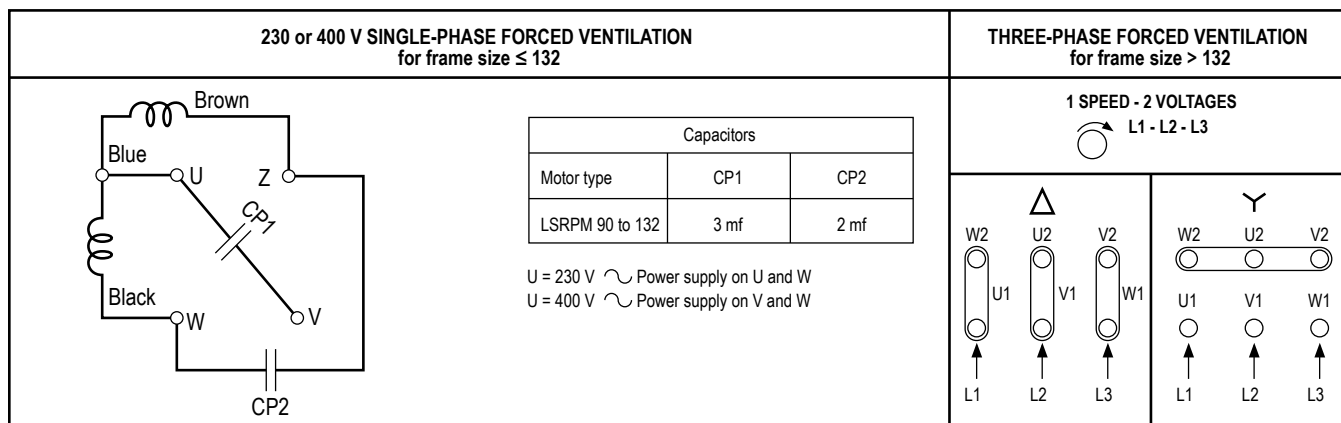 230 or 400 V SINGLE-PHASE FORCED VENTILATION
for frame size ≤ 132
THREE-PHASE FORCED VENTILATION
for frame size > 132
Brown
Blue
U
Z
CP1
Black
W
V
CP2
Capacitors
Motor type CP1 CP2
LSRPM 90 to 132 3 mf 2 mf
U = 230 V Power supply on U and W
U = 400 V Power supply on V and W
1 SPEED - 2 VOLTAGES
L1 - L2 - L3
Δ
W2 U2 V2
U1 V1 W1
L1 L2 L3
W2 U2 V2
U1 V1 W1
L1 L2 L3